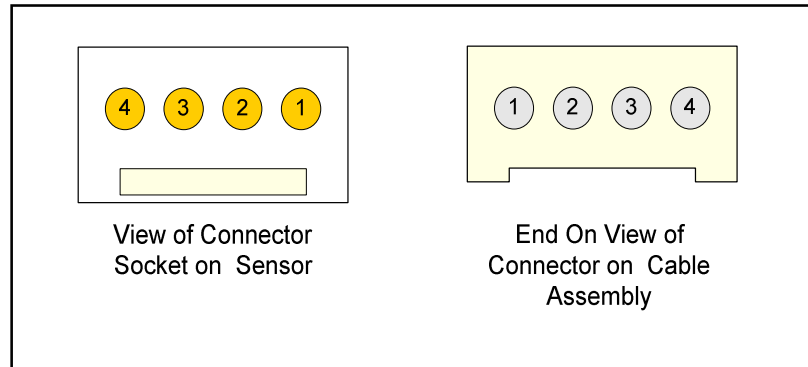 4 3 2 1
View of Connector
Socket on Sensor
1 2 3 4
End On View of
Connector on Cable
Assembly